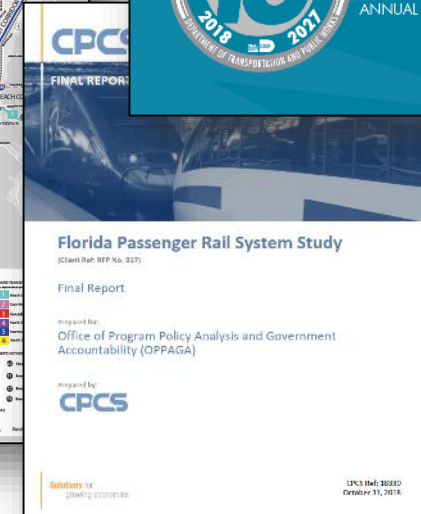 ANNUAL
2018
2027
DEPARTMENT OF TRANSPORTATION AND PUBLIC WORKS
CPCS
FINAL REPORT
Florida Passenger Rail System Study
(Client Ref: RFP No. 317)
Final Report
Prepared for:
Office of Program Policy Analysis and Government
Accountability (OPPAGA)
Prepared by:
CPCS
Solutions for
growing economies
CPCS Ref: 18330
October 31, 2018